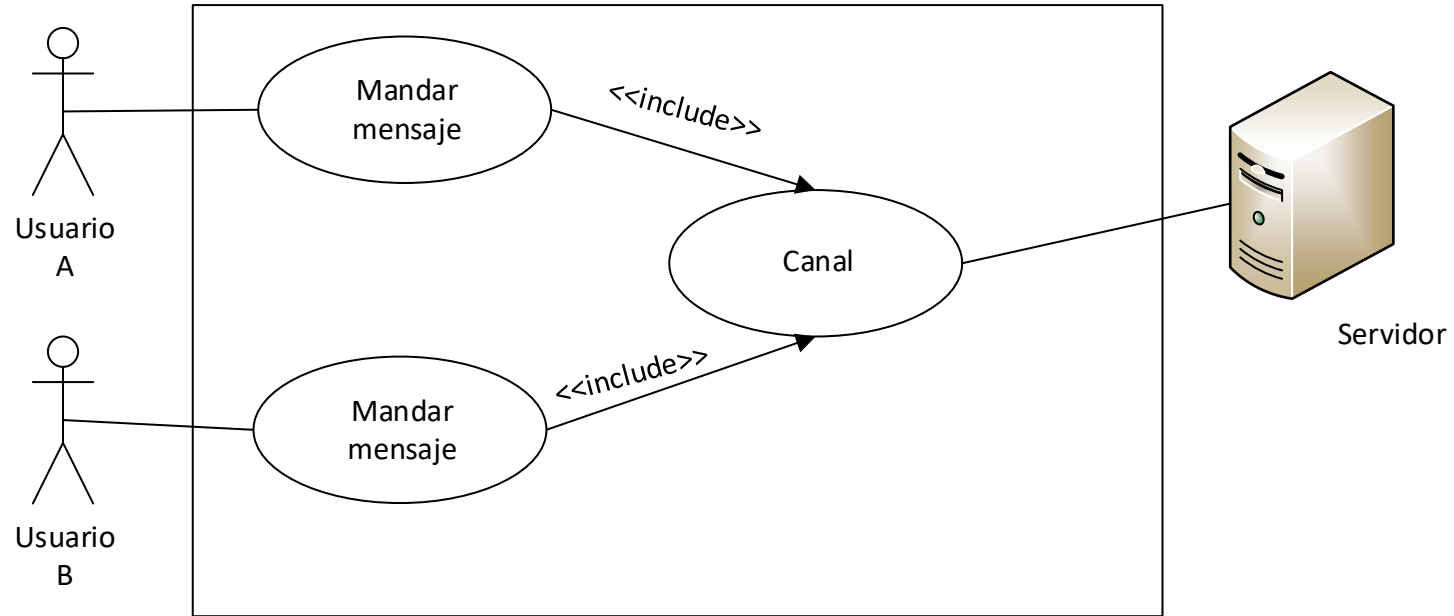 Mandar
mensaje
<<include>>
Usuario
A
Canal
Servidor
Mandar
mensaje
<<include>>
Usuario
B